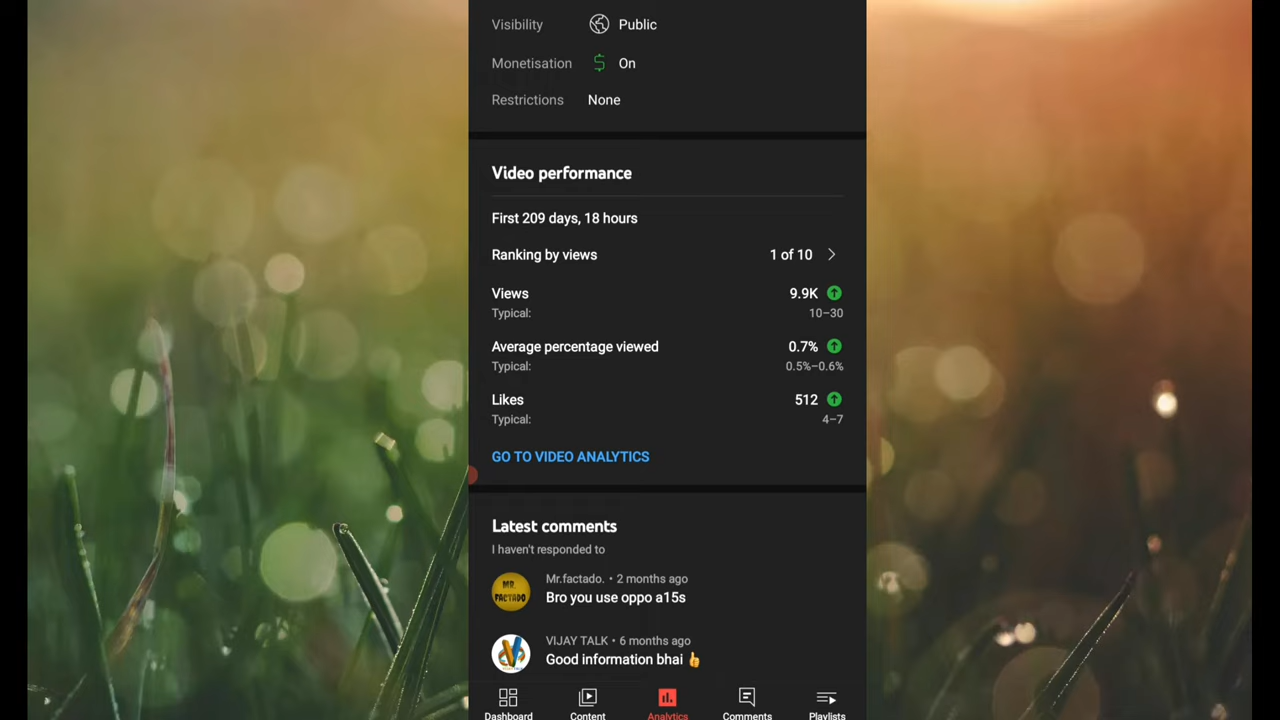 Visibility Public
Monetisation On
Restrictions None
Video performance
First 209 days, 18 hours
Ranking by views 1 of 10
Views 9.9K
Typical: 10–30
Average percentage viewed 0.7%
Typical: 0.5%–0.6%
Likes 512
Typical: 4–7
GO TO VIDEO ANALYTICS
Latest comments
I haven't responded to
MR. FACTADO
Mr.factado. • 2 months ago
Bro you use oppo a15s
VIJAY TALK • 6 months ago
Good information bhai 👍
Dashboard Content Analytics Comments Playlists